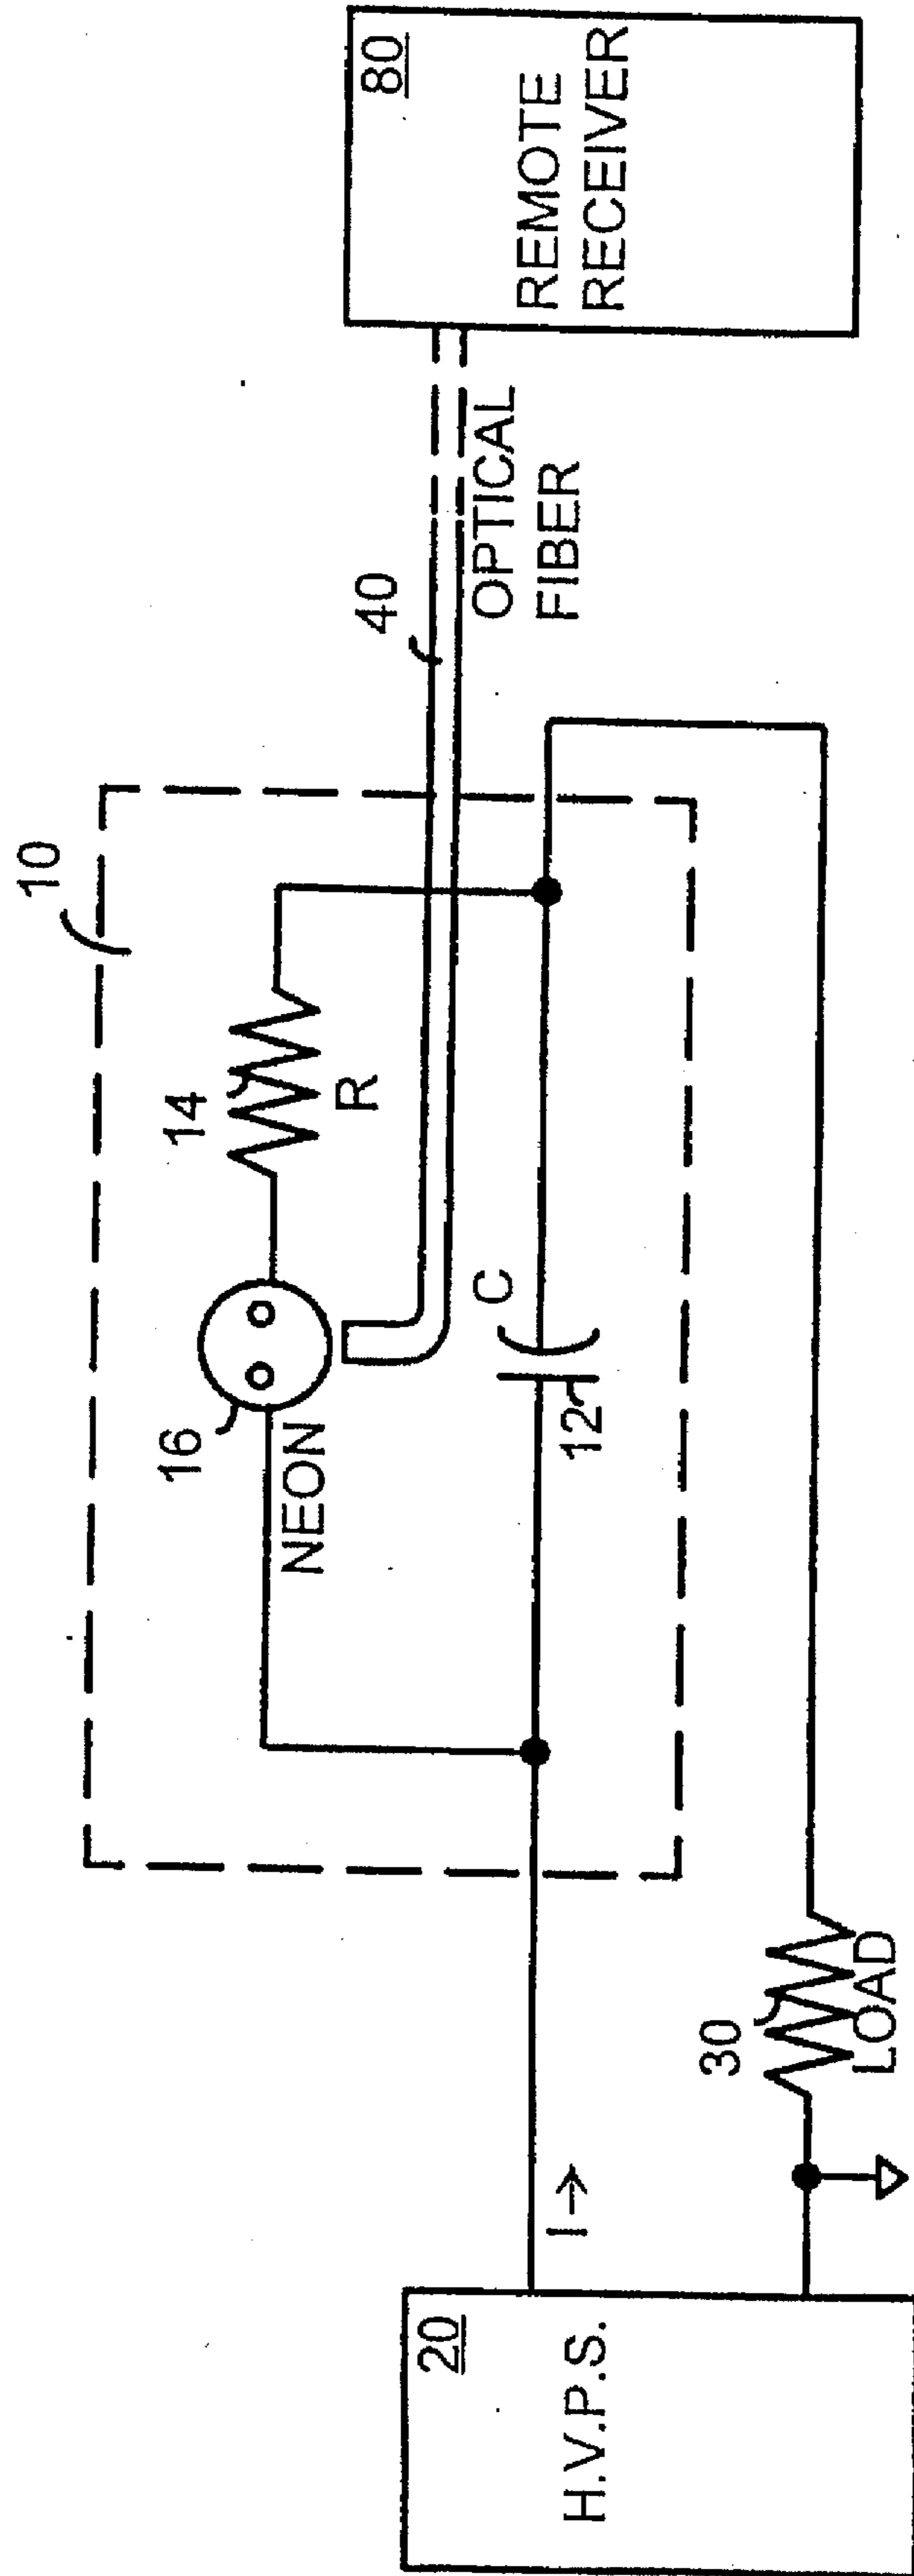 10
14
R
16
NEON
C
12
40
OPTICAL
FIBER
80
REMOTE
RECEIVER
20
H.V.P.S.
I→
30
LOAD